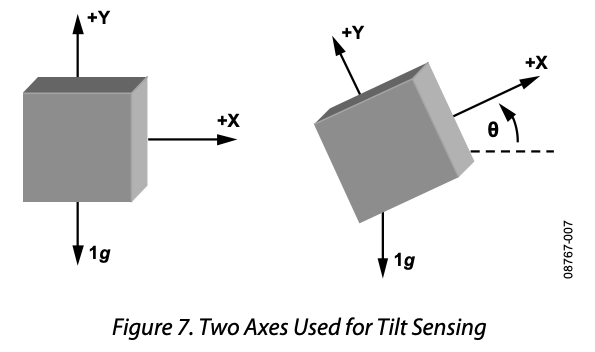 +Y
+X
1g
+Y
+X
θ
1g
08767-007
Figure 7. Two Axes Used for Tilt Sensing